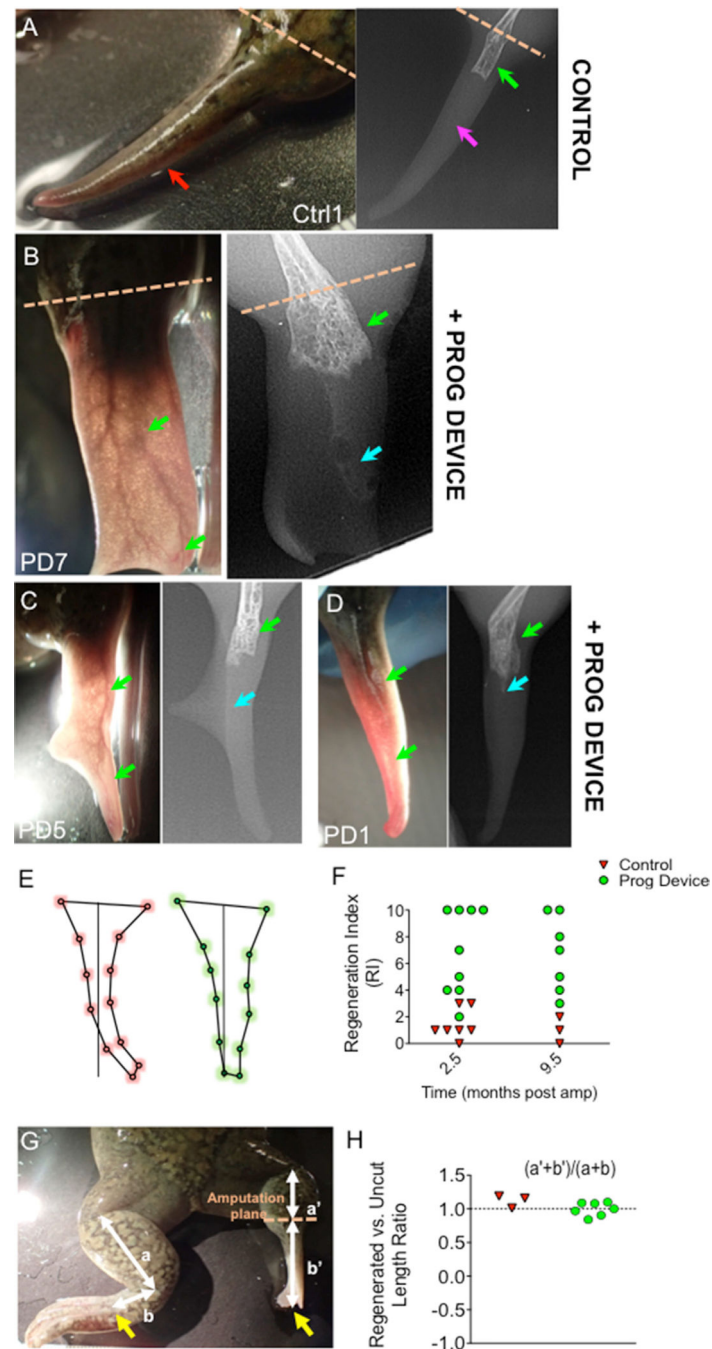 A
Ctrl1
CONTROL
B
PD7
+ PROG DEVICE
C
PD5
D
PD1
+ PROG DEVICE
E
F
Control
Prog Device
Regeneration Index
(RI)
10
8
6
4
2
0
2.5
9.5
Time (months post amp)
G
Amputation
plane
a'
b'
a
b
H
(a'+b')/(a+b)
Regenerated vs. Uncut
Length Ratio
1.5
1.0
0.5
0.0
-0.5
-1.0